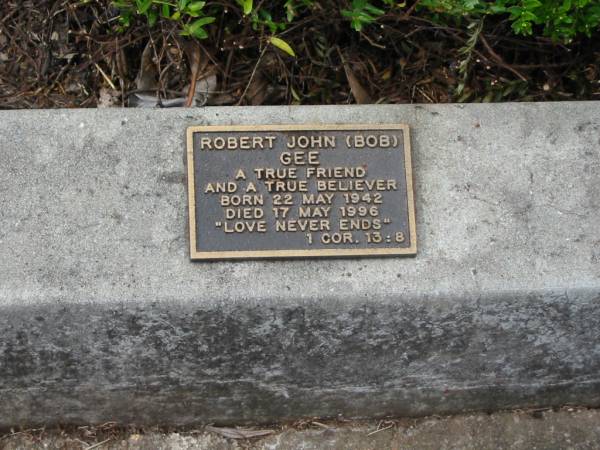 ROBERT JOHN (BOB)
GEE
A TRUE FRIEND
AND A TRUE BELIEVER
BORN 22 MAY 1942
DIED 17 MAY 1996
"LOVE NEVER ENDS"
1 COR. 13:8